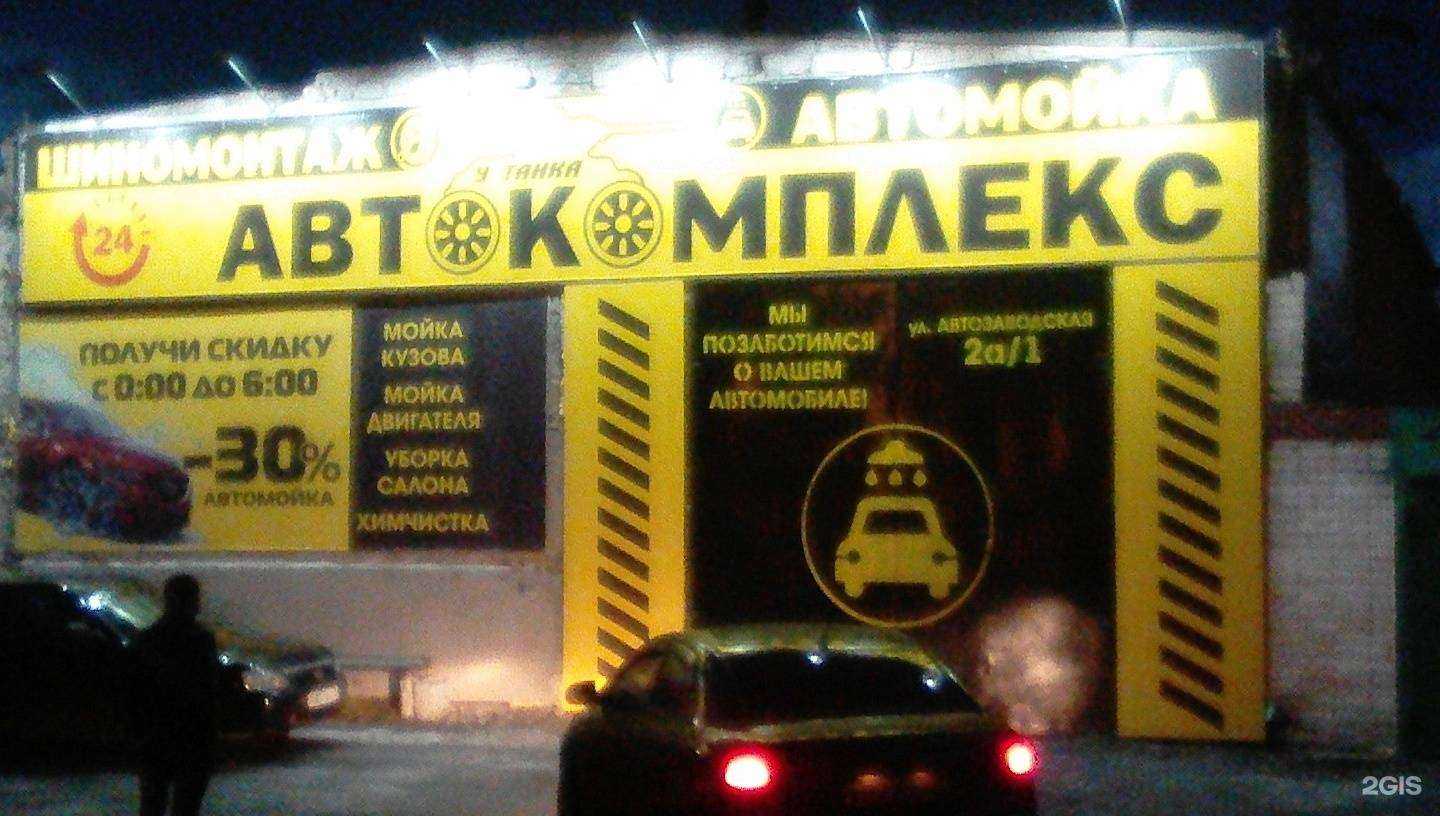 ШИНОМОНТАЖ
АВТОМОЙКА
У ТАНКА
24
АВТОКОМПЛЕКС
ПОЛУЧИ СКИДКУ
С 0:00 ДО 6:00
-30%
АВТОМОЙКА
МОЙКА
КУЗОВА
МОЙКА
ДВИГАТЕЛЯ
УБОРКА
САЛОНА
ХИМЧИСТКА
МЫ
ПОЗАБОТИМСЯ
О ВАШЕМ
АВТОМОБИЛЕ!
ул. АВТОЗАВОДСКАЯ
2а/1
2GIS